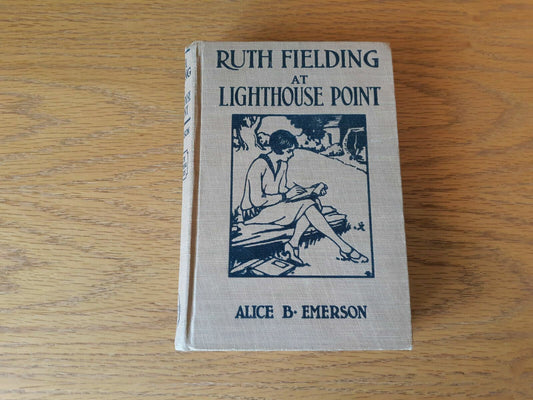 RUTH FIELDING
AT
LIGHTHOUSE POINT
ALICE B. EMERSON